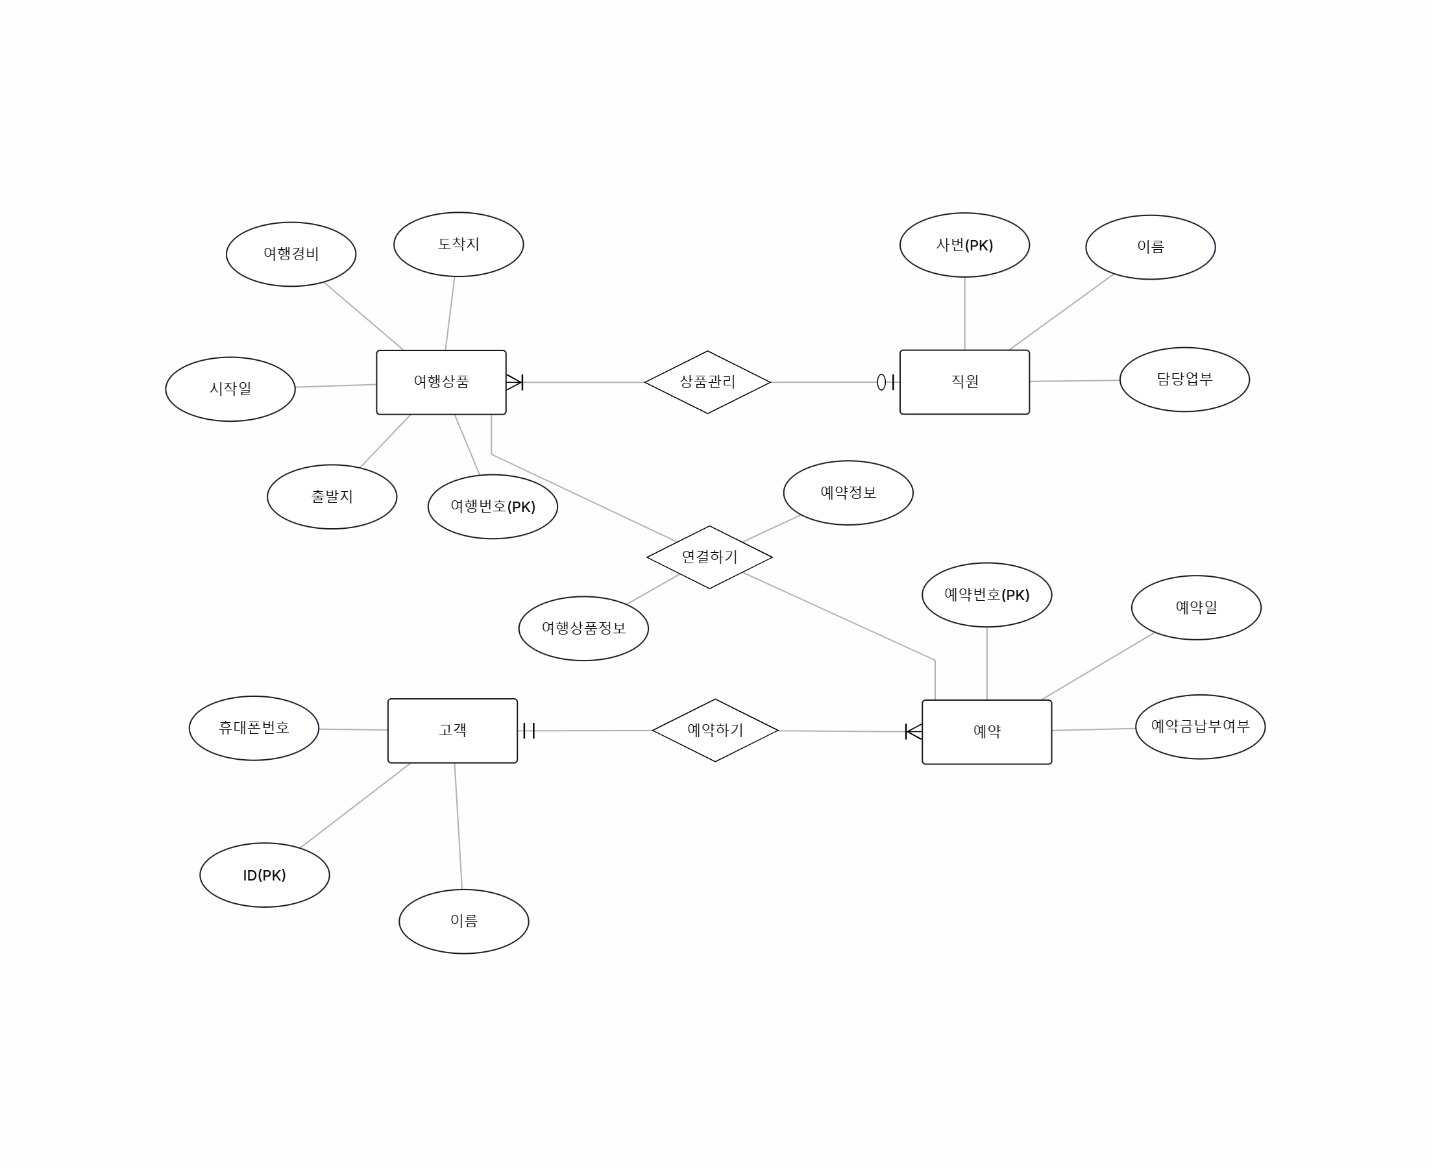 여행경비
도착지
사번(PK)
이름
시작일
여행상품
상품관리
직원
담당업부
출발지
여행번호(PK)
예약정보
연결하기
여행상품정보
예약번호(PK)
예약일
휴대폰번호
고객
예약하기
예약
예약금납부여부
ID(PK)
이름